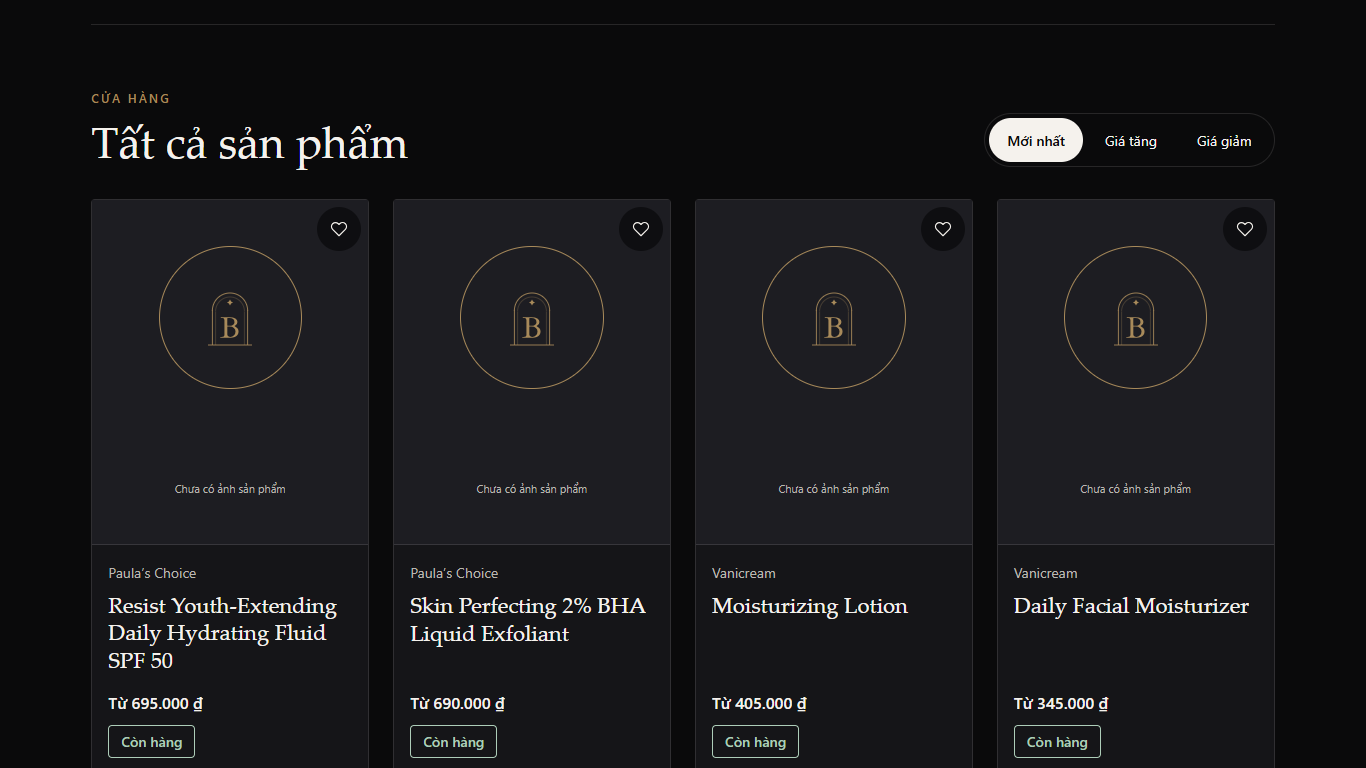 CỬA HÀNG
Tất cả sản phẩm
Mới nhất
Giá tăng
Giá giảm
B
B
B
B
Chưa có ảnh sản phẩm
Chưa có ảnh sản phẩm
Chưa có ảnh sản phẩm
Chưa có ảnh sản phẩm
Paula’s Choice
Resist Youth-Extending
Daily Hydrating Fluid
SPF 50
Từ 695.000 ₫
Còn hàng
Paula’s Choice
Skin Perfecting 2% BHA
Liquid Exfoliant
Từ 690.000 ₫
Còn hàng
Vanicream
Moisturizing Lotion
Từ 405.000 ₫
Còn hàng
Vanicream
Daily Facial Moisturizer
Từ 345.000 ₫
Còn hàng